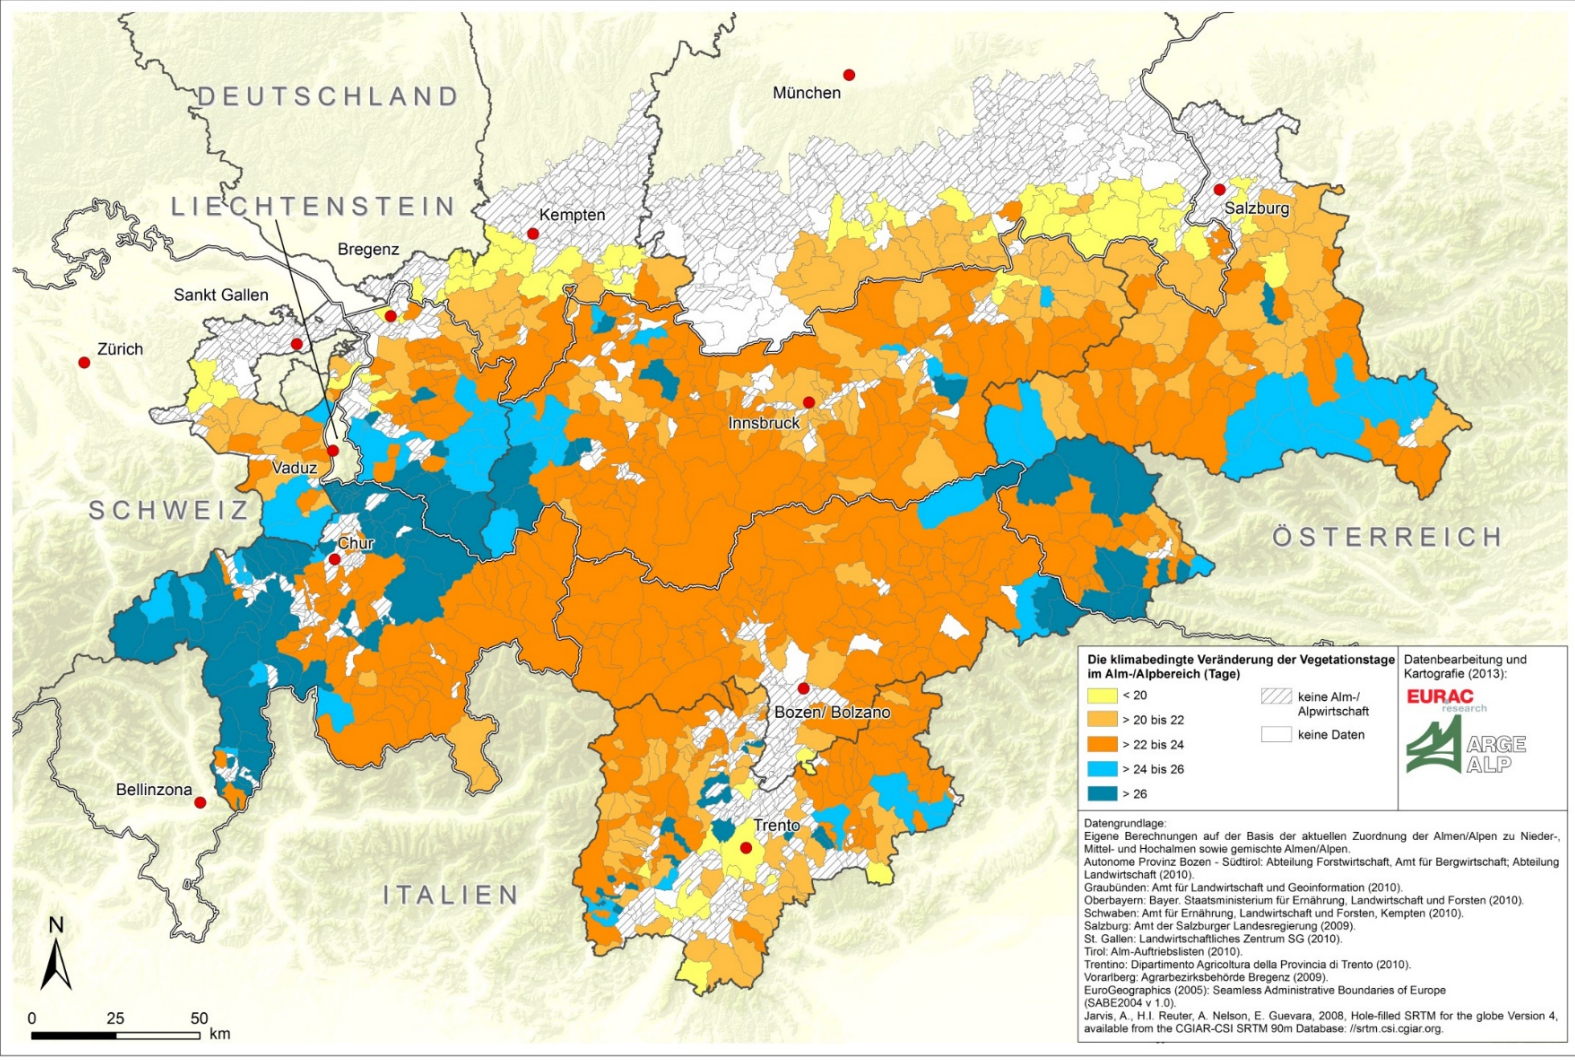 München
DEUTSCHLAND
LIECHTENSTEIN
Kempten
Salzburg
Bregenz
Sankt Gallen
Zürich
Innsbruck
Vaduz
SCHWEIZ
ÖSTERREICH
Chur
Bozen/ Bolzano
Bellinzona
Trento
ITALIEN
N
0 25 50
km
Die klimabedingte Veränderung der Vegetationstage
im Alm-/Alpbereich (Tage)
< 20
> 20 bis 22
> 22 bis 24
> 24 bis 26
> 26
keine Alm-/
Alpwirtschaft
keine Daten
Datenbearbeitung und
Kartografie (2013):
EURAC
research
ARGE
ALP
Datengrundlage:
Eigene Berechnungen auf der Basis der aktuellen Zuordnung der Almen/Alpen zu Nieder-,
Mittel- und Hochalmen sowie gemischte Almen/Alpen.
Autonome Provinz Bozen - Südtirol: Abteilung Forstwirtschaft, Amt für Bergwirtschaft; Abteilung
Landwirtschaft (2010).
Graubünden: Amt für Landwirtschaft und Geoinformation (2010).
Oberbayern: Bayer. Staatsministerium für Ernährung, Landwirtschaft und Forsten (2010).
Schwaben: Amt für Ernährung, Landwirtschaft und Forsten, Kempten (2010).
Salzburg: Amt der Salzburger Landesregierung (2009).
St. Gallen: Landwirtschaftliches Zentrum SG (2010).
Tirol: Alm-Auftriebslisten (2010).
Trentino: Dipartimento Agricoltura della Provincia di Trento (2010).
Vorarlberg: Agrarbezirksbehörde Bregenz (2009).
EuroGeographics (2005): Seamless Administrative Boundaries of Europe
(SABE2004 v 1.0).
Jarvis, A., H.I. Reuter, A. Nelson, E. Guevara, 2008, Hole-filled SRTM for the globe Version 4,
available from the CGIAR-CSI SRTM 90m Database: //srtm.csi.cgiar.org.